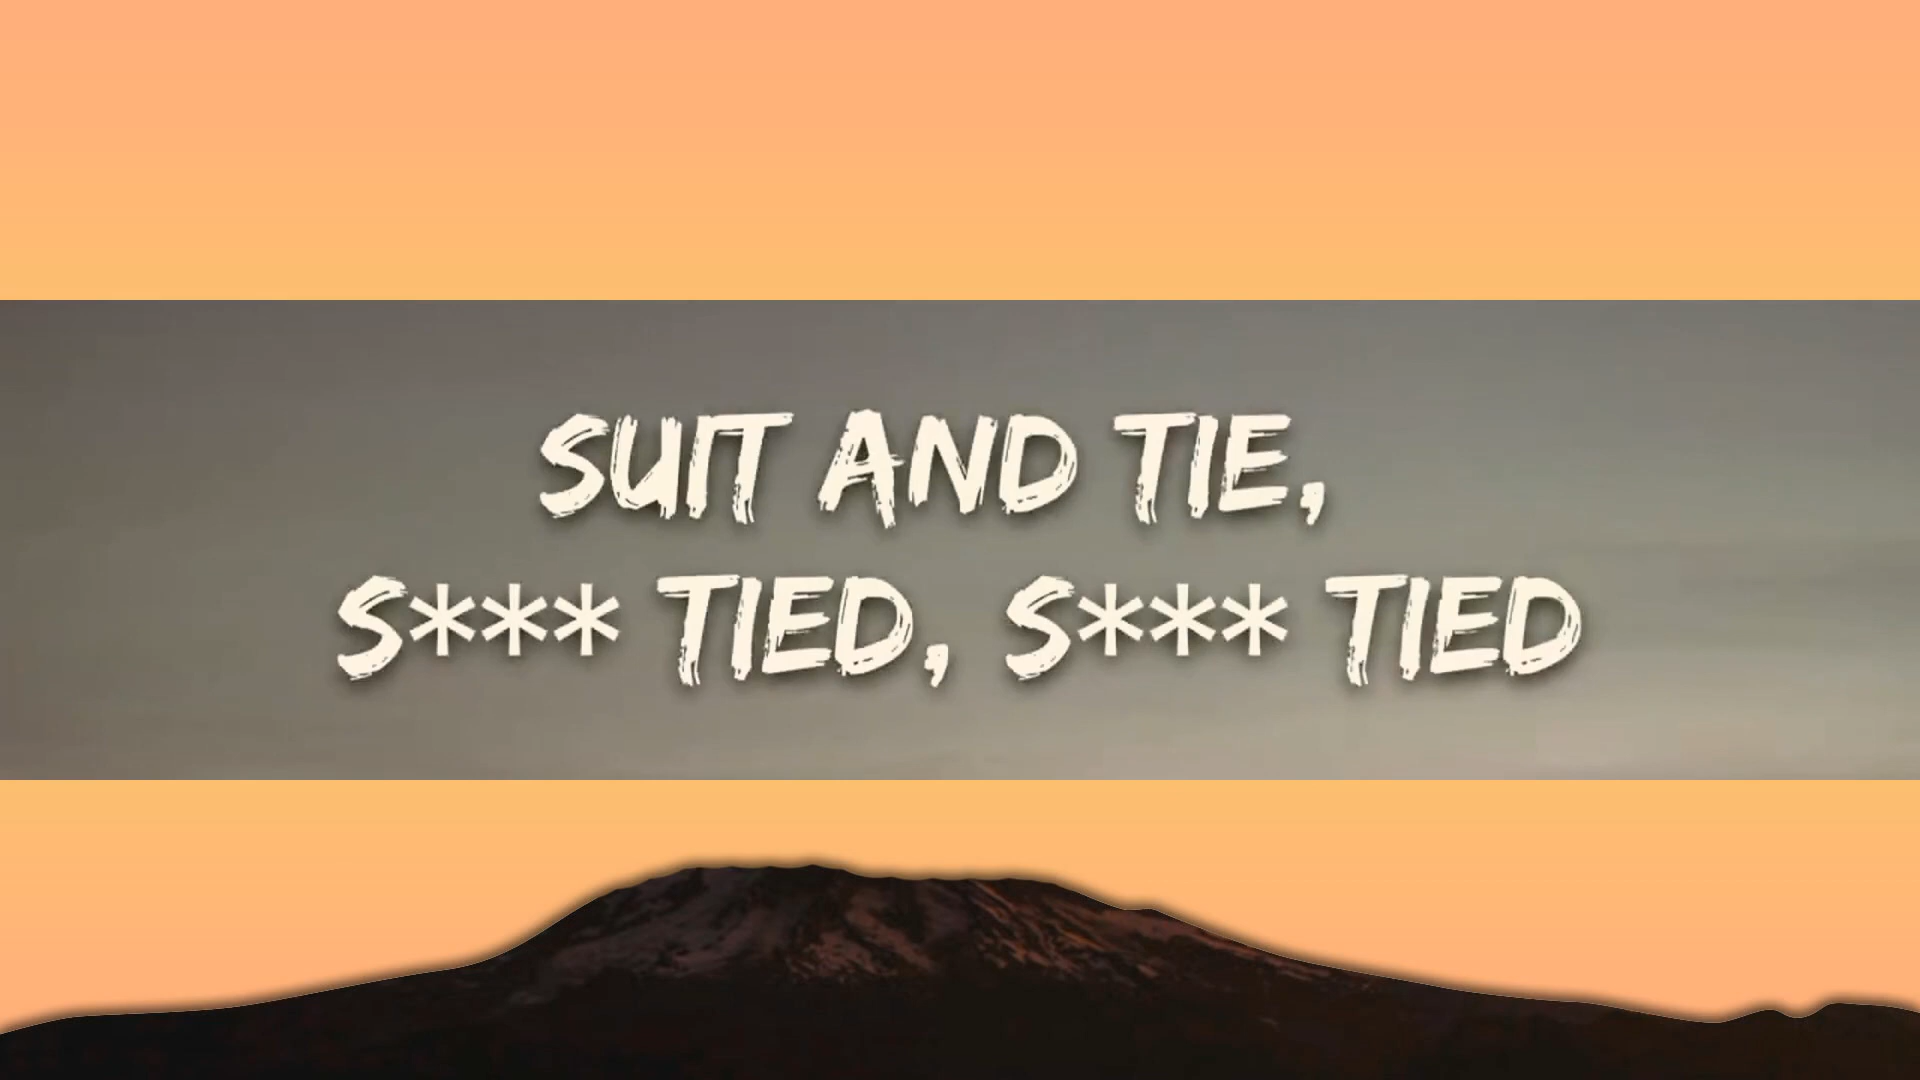 SUIT AND TIE,
S*** TIED, S*** TIED